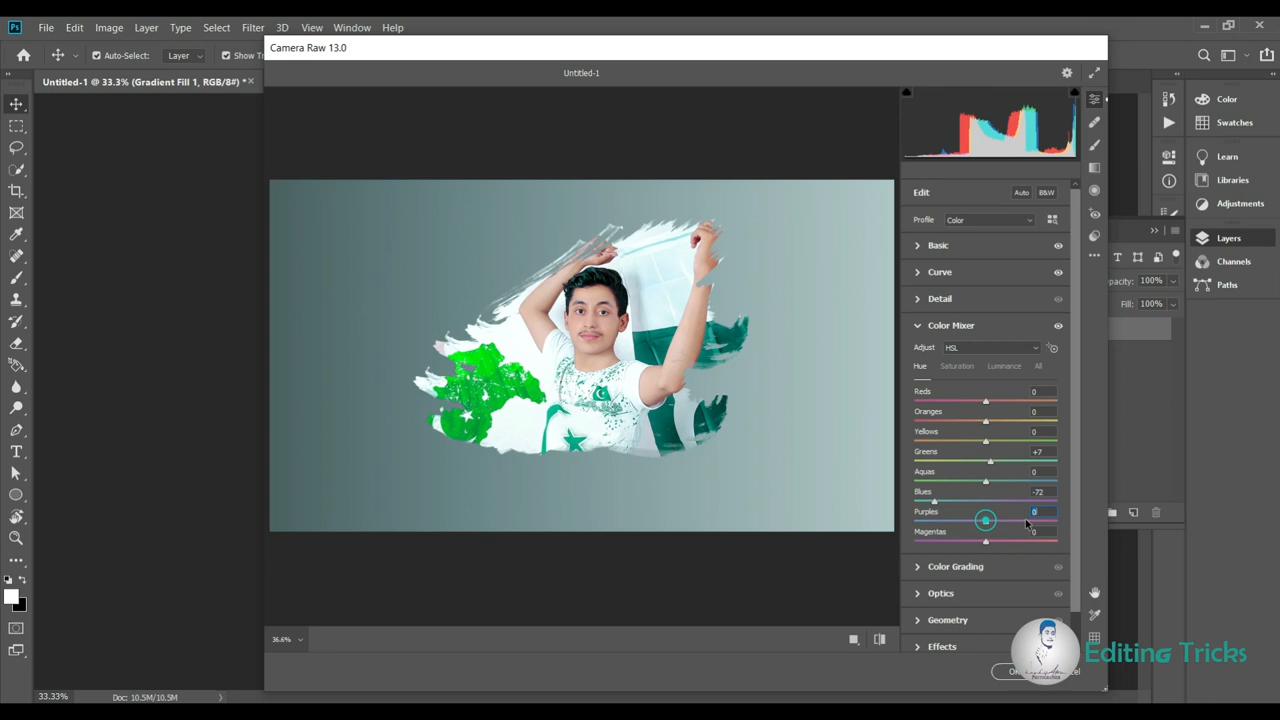 Ps File Edit Image Layer Type Select Filter 3D View Window Help
Camera Raw 13.0
Auto-Select: Layer Show Tr
Untitled-1
Untitled-1 @ 33.3% (Gradient Fill 1, RGB/8#) *
Color
Swatches
Learn
Libraries
Adjustments
Layers
Channels
Paths
opacity: 100%
Fill: 100%
Edit Auto B&W
Profile Color
Basic
Curve
Detail
Color Mixer
Adjust HSL
Hue Saturation Luminance All
Reds 0
Oranges 0
Yellows 0
Greens +7
Aquas 0
Blues -72
Purples 0
Magentas 0
Color Grading
Optics
Geometry
Effects
36.6%
Editing Tricks
33.33% Doc: 10.5M/10.5M